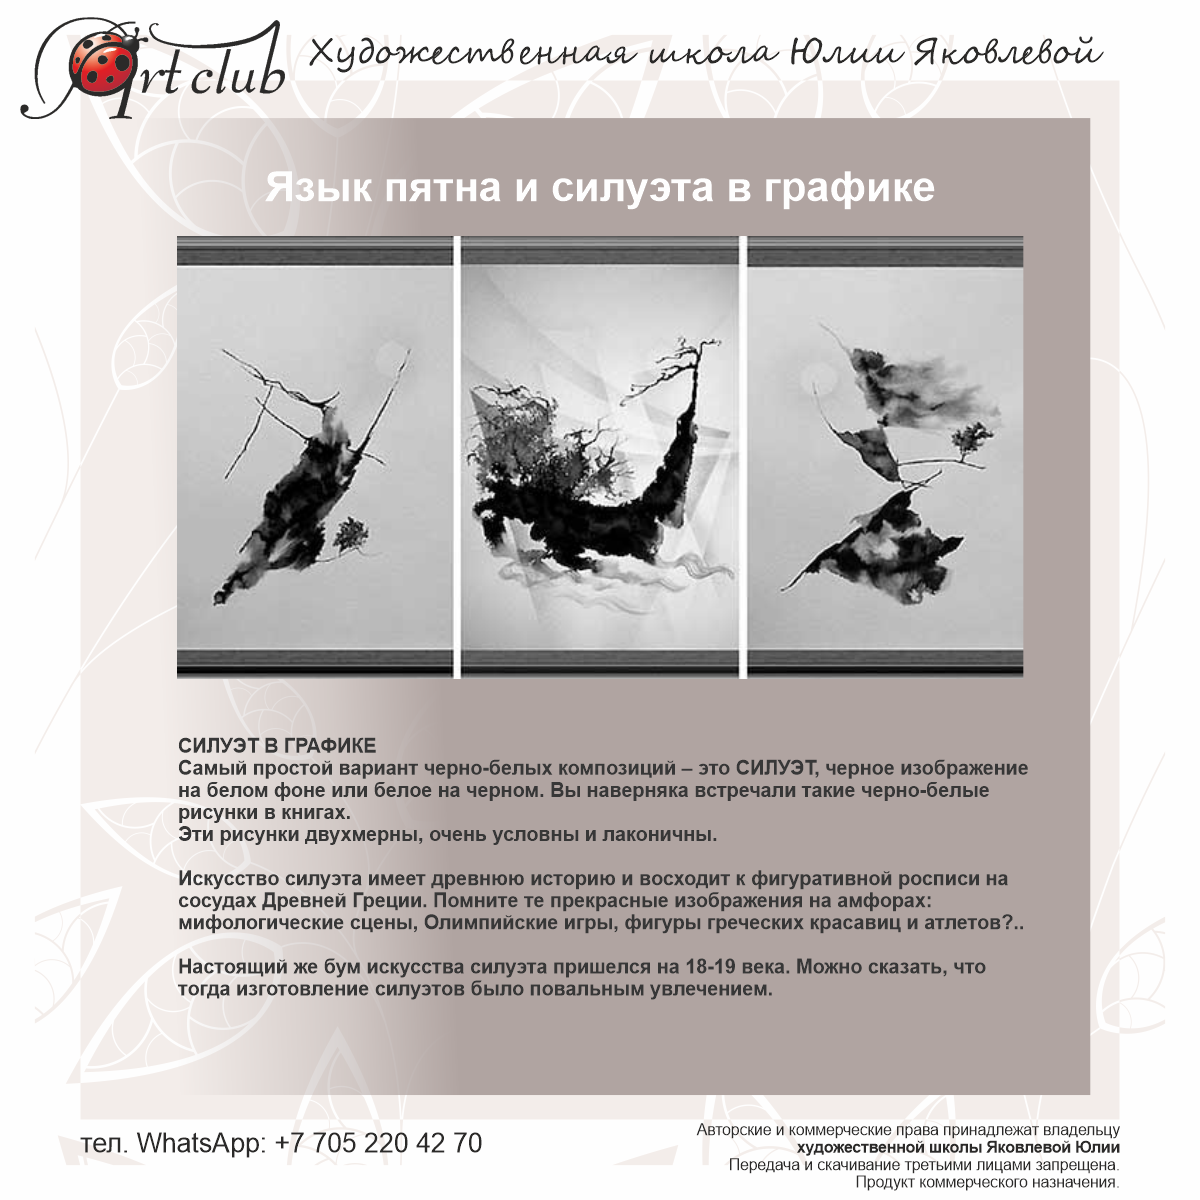 Art club
Художественная школа Юлии Яковлевой
Язык пятна и силуэта в графике
СИЛУЭТ В ГРАФИКЕ
Самый простой вариант черно-белых композиций – это СИЛУЭТ, черное изображение
на белом фоне или белое на черном. Вы наверняка встречали такие черно-белые
рисунки в книгах.
Эти рисунки двухмерны, очень условны и лаконичны.
Искусство силуэта имеет древнюю историю и восходит к фигуративной росписи на
сосудах Древней Греции. Помните те прекрасные изображения на амфорах:
мифологические сцены, Олимпийские игры, фигуры греческих красавиц и атлетов?..
Настоящий же бум искусства силуэта пришелся на 18-19 века. Можно сказать, что
тогда изготовление силуэтов было повальным увлечением.
тел. WhatsApp: +7 705 220 42 70
Авторские и коммерческие права принадлежат владельцу
художественной школы Яковлевой Юлии
Передача и скачивание третьими лицами запрещена.
Продукт коммерческого назначения.